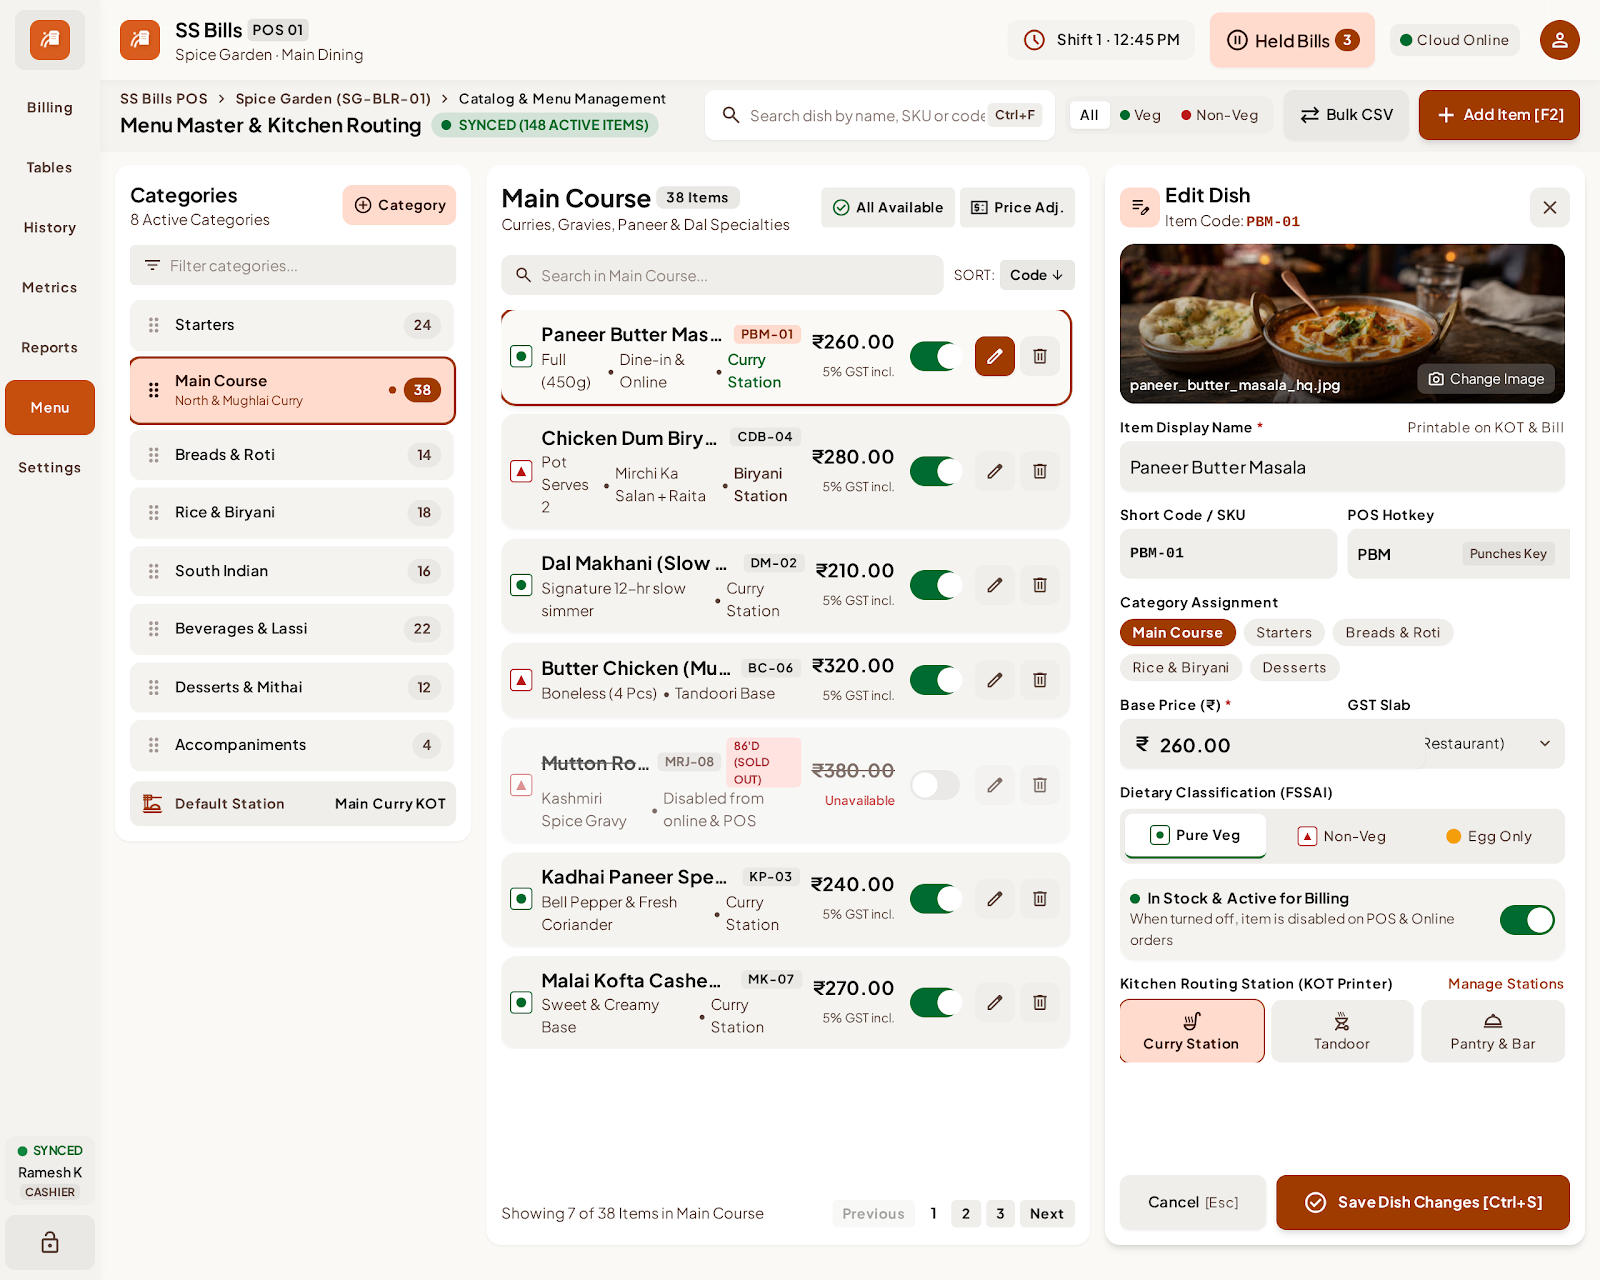 SS Bills POS 01
Spice Garden · Main Dining
Shift 1 · 12:45 PM
Held Bills 3
Cloud Online
Billing
Tables
History
Metrics
Reports
Menu
Settings
SYNCED
Ramesh K
CASHIER
SS Bills POS > Spice Garden (SG-BLR-01) > Catalog & Menu Management
Menu Master & Kitchen Routing SYNCED (148 ACTIVE ITEMS)
Search dish by name, SKU or code Ctrl+F
All Veg Non-Veg
Bulk CSV
Add Item [F2]
Categories
8 Active Categories
Category
Filter categories...
Starters 24
Main Course
North & Mughlai Curry
38
Breads & Roti 14
Rice & Biryani 18
South Indian 16
Beverages & Lassi 22
Desserts & Mithai 12
Accompaniments 4
Default Station Main Curry KOT
Main Course 38 Items
Curries, Gravies, Paneer & Dal Specialties
All Available
Price Adj.
Search in Main Course...
SORT: Code ↓
Paneer Butter Mas... PBM-01
Full (450g) • Dine-in & Online • Curry Station
₹260.00
5% GST incl.
Chicken Dum Biry... CDB-04
Pot Serves 2 • Mirchi Ka Salan + Raita • Biryani Station
₹280.00
5% GST incl.
Dal Makhani (Slow ... DM-02
Signature 12-hr slow simmer • Curry Station
₹210.00
5% GST incl.
Butter Chicken (Mu... BC-06
Boneless (4 Pcs) • Tandoori Base
₹320.00
5% GST incl.
Mutton Ro... MRJ-08 86'D (SOLD OUT)
Kashmiri Spice Gravy • Disabled from online & POS
₹380.00
Unavailable
Kadhai Paneer Spe... KP-03
Bell Pepper & Fresh Coriander • Curry Station
₹240.00
5% GST incl.
Malai Kofta Cashe... MK-07
Sweet & Creamy Base • Curry Station
₹270.00
5% GST incl.
Showing 7 of 38 Items in Main Course
Previous 1 2 3 Next
Edit Dish
Item Code: PBM-01
paneer_butter_masala_hq.jpg
Change Image
Item Display Name * Printable on KOT & Bill
Paneer Butter Masala
Short Code / SKU POS Hotkey
PBM-01 PBM Punches Key
Category Assignment
Main Course Starters Breads & Roti
Rice & Biryani Desserts
Base Price (₹) * GST Slab
₹ 260.00 Restaurant)
Dietary Classification (FSSAI)
Pure Veg Non-Veg Egg Only
In Stock & Active for Billing
When turned off, item is disabled on POS & Online
orders
Kitchen Routing Station (KOT Printer) Manage Stations
Curry Station Tandoor Pantry & Bar
Cancel [Esc]
Save Dish Changes [Ctrl+S]